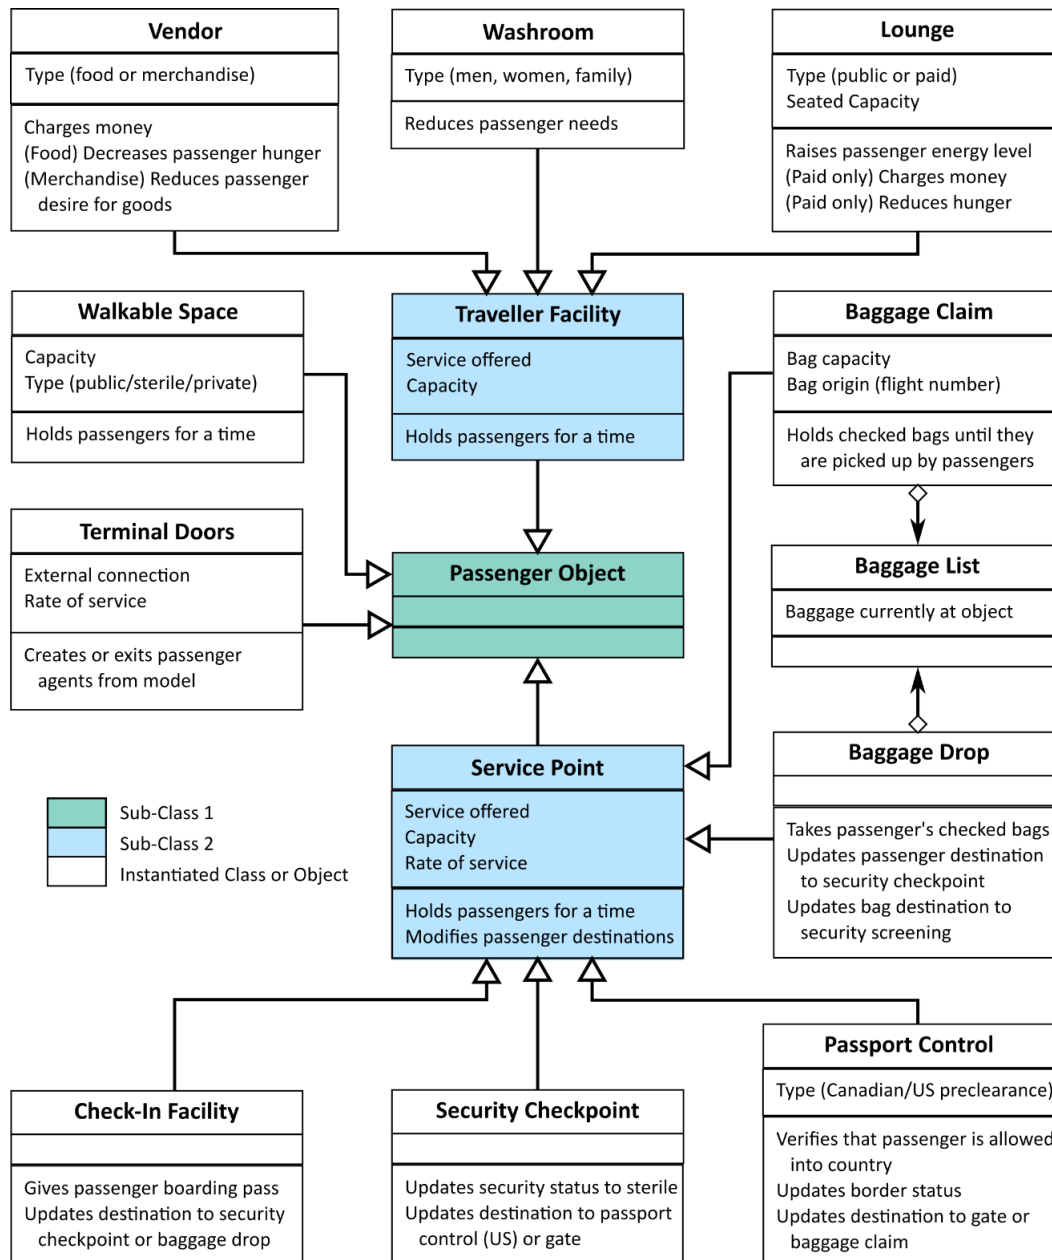 Vendor
Type (food or merchandise)
Charges money
(Food) Decreases passenger hunger
(Merchandise) Reduces passenger
desire for goods
Washroom
Type (men, women, family)
Reduces passenger needs
Lounge
Type (public or paid)
Seated Capacity
Raises passenger energy level
(Paid only) Charges money
(Paid only) Reduces hunger
Walkable Space
Capacity
Type (public/sterile/private)
Holds passengers for a time
Traveller Facility
Service offered
Capacity
Holds passengers for a time
Baggage Claim
Bag capacity
Bag origin (flight number)
Holds checked bags until they
are picked up by passengers
Terminal Doors
External connection
Rate of service
Creates or exits passenger
agents from model
Passenger Object
Baggage List
Baggage currently at object
Service Point
Service offered
Capacity
Rate of service
Holds passengers for a time
Modifies passenger destinations
Baggage Drop
Takes passenger's checked bags
Updates passenger destination
to security checkpoint
Updates bag destination to
security screening
Sub-Class 1
Sub-Class 2
Instantiated Class or Object
Check-In Facility
Gives passenger boarding pass
Updates destination to security
checkpoint or baggage drop
Security Checkpoint
Updates security status to sterile
Updates destination to passport
control (US) or gate
Passport Control
Type (Canadian/US preclearance)
Verifies that passenger is allowed
into country
Updates border status
Updates destination to gate or
baggage claim